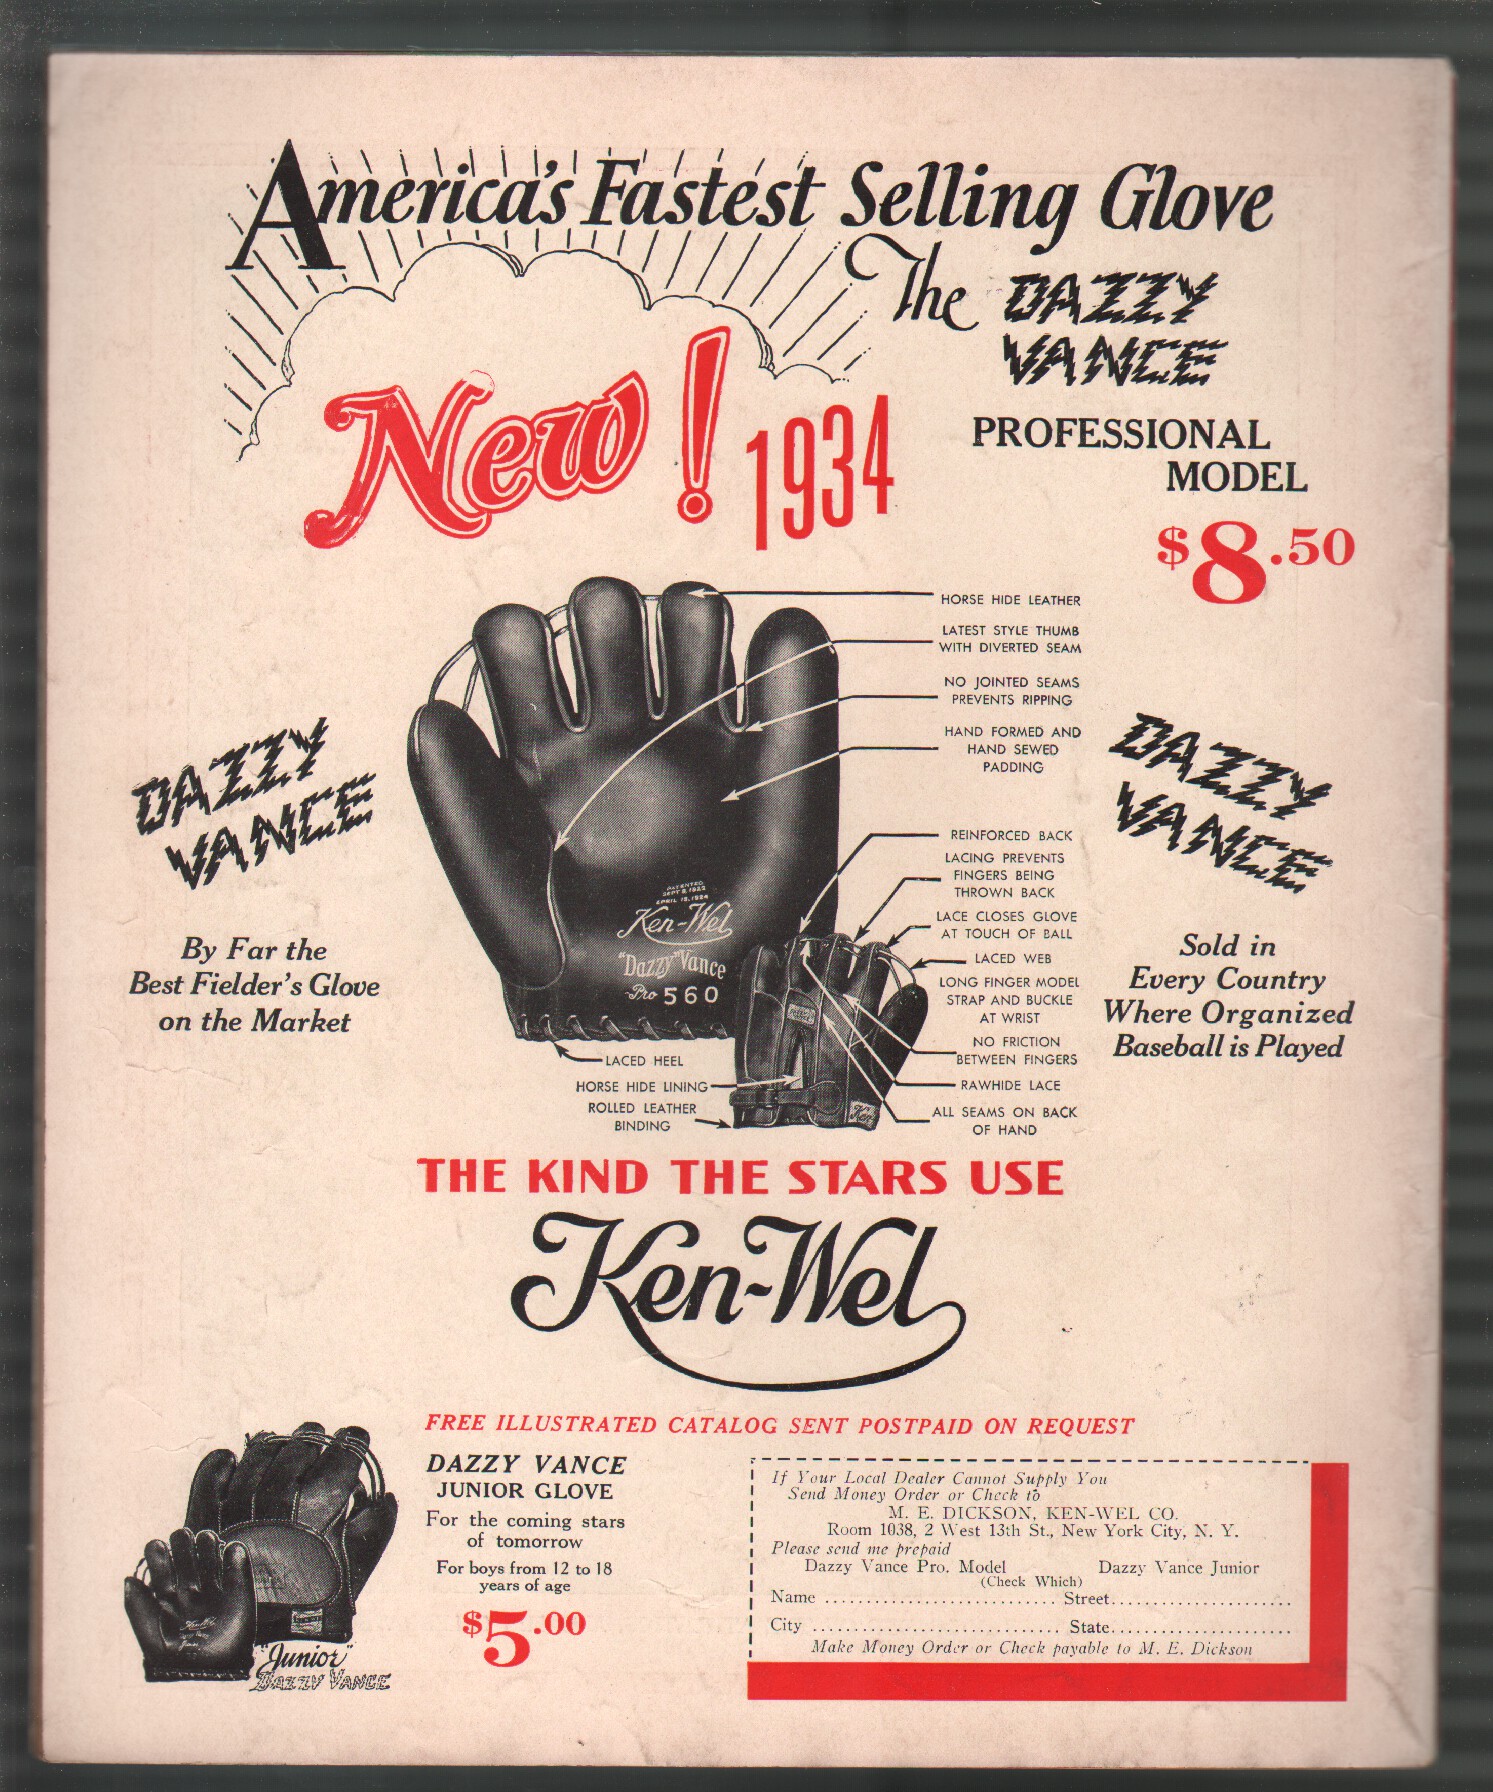 America's Fastest Selling Glove
The DAZZY
VANCE
New! 1934
PROFESSIONAL
MODEL
$8.50
HORSE HIDE LEATHER
LATEST STYLE THUMB
WITH DIVERTED SEAM
NO JOINTED SEAMS
PREVENTS RIPPING
HAND FORMED AND
HAND SEWED
PADDING
DAZZY
VANCE
By Far the
Best Fielder's Glove
on the Market
PATENTED
SEPT 5, 1922
APRIL 15, 1924
Ken-Wel
"Dazzy" Vance
Pro 560
REINFORCED BACK
LACING PREVENTS
FINGERS BEING
THROWN BACK
LACE CLOSES GLOVE
AT TOUCH OF BALL
LACED WEB
LONG FINGER MODEL
STRAP AND BUCKLE
AT WRIST
NO FRICTION
BETWEEN FINGERS
RAWHIDE LACE
ALL SEAMS ON BACK
OF HAND
LACED HEEL
HORSE HIDE LINING
ROLLED LEATHER
BINDING
Ken
DAZZY
VANCE
Sold in
Every Country
Where Organized
Baseball is Played
THE KIND THE STARS USE
Ken-Wel
FREE ILLUSTRATED CATALOG SENT POSTPAID ON REQUEST
DAZZY VANCE
JUNIOR GLOVE
For the coming stars
of tomorrow
For boys from 12 to 18
years of age
$5.00
"Junior"
DAZZY VANCE
If Your Local Dealer Cannot Supply You
Send Money Order or Check to
M. E. DICKSON, KEN-WEL CO.
Room 1038, 2 West 13th St., New York City, N. Y.
Please send me prepaid
Dazzy Vance Pro. Model Dazzy Vance Junior
(Check Which)
Name ............................ Street......................
City .............................. State......................
Make Money Order or Check payable to M. E. Dickson